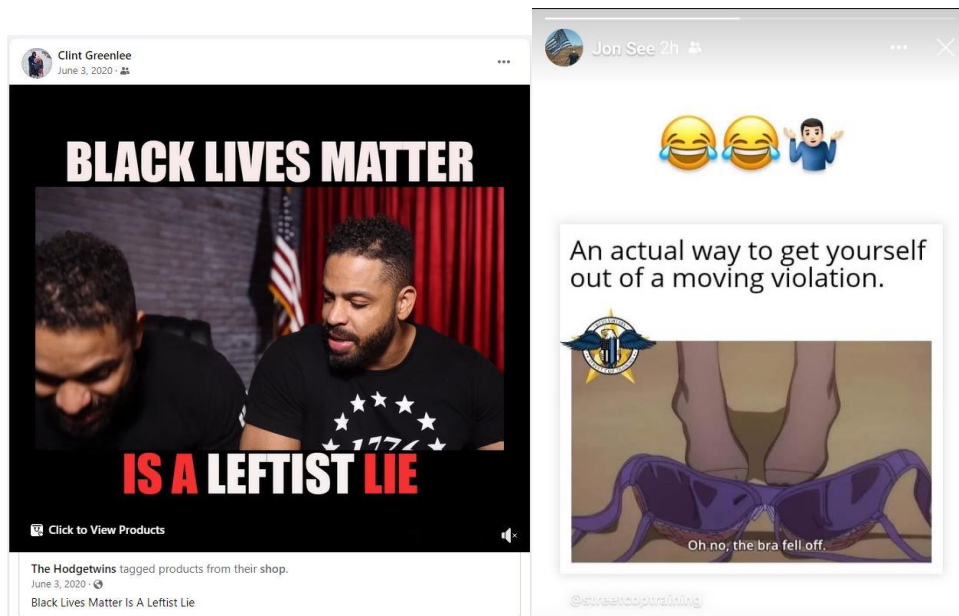 Clint Greenlee
June 3, 2020 ·
BLACK LIVES MATTER
1776
IS A LEFTIST LIE
Click to View Products
The Hodgetwins tagged products from their shop.
June 3, 2020 ·
Black Lives Matter Is A Leftist Lie
Jon See 2h
😂😂🤷🏻‍♂️
An actual way to get yourself
out of a moving violation.
Oh no, the bra fell off.
@streetcoptraining